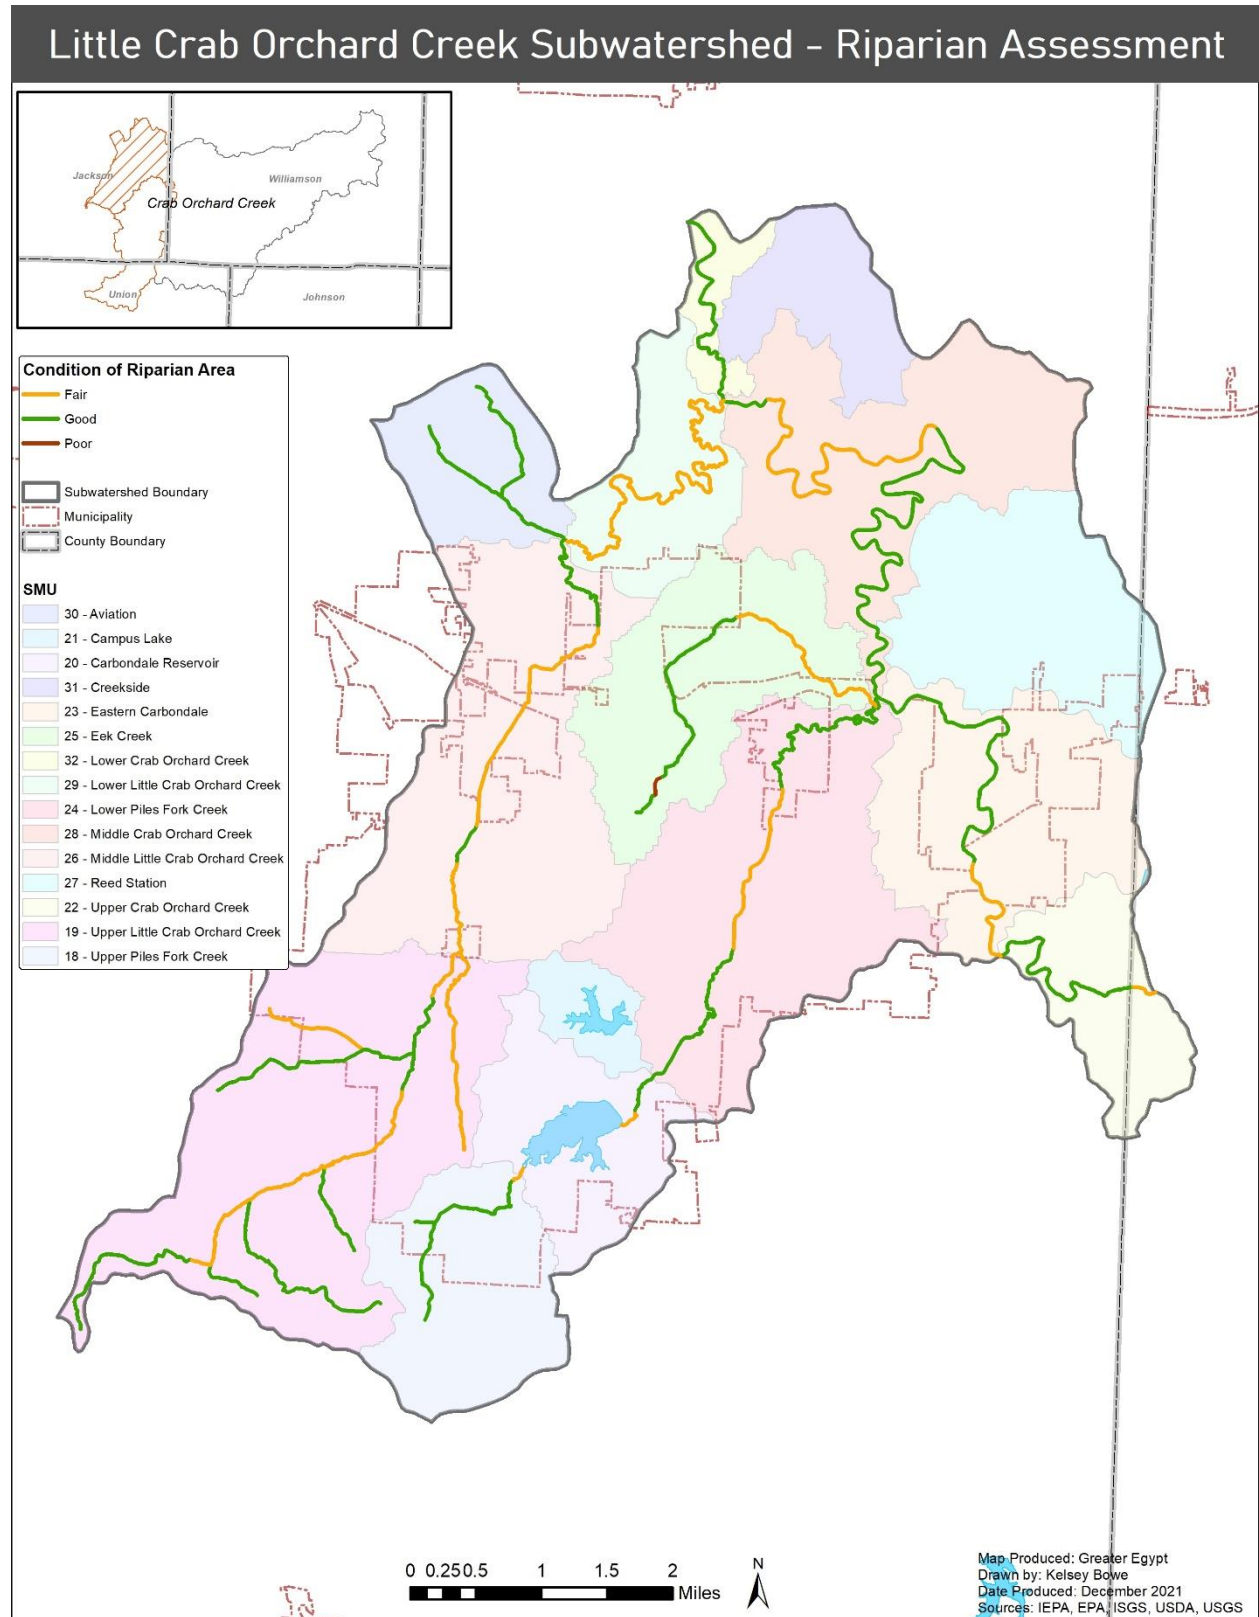 Little Crab Orchard Creek Subwatershed - Riparian Assessment
Jackson
Williamson
Crab Orchard Creek
Union
Johnson
Condition of Riparian Area
Fair
Good
Poor
Subwatershed Boundary
Municipality
County Boundary
SMU
30 - Aviation
21 - Campus Lake
20 - Carbondale Reservoir
31 - Creekside
23 - Eastern Carbondale
25 - Eek Creek
32 - Lower Crab Orchard Creek
29 - Lower Little Crab Orchard Creek
24 - Lower Piles Fork Creek
28 - Middle Crab Orchard Creek
26 - Middle Little Crab Orchard Creek
27 - Reed Station
22 - Upper Crab Orchard Creek
19 - Upper Little Crab Orchard Creek
18 - Upper Piles Fork Creek
0 0.25 0.5 1 1.5 2
Miles
N
Map Produced: Greater Egypt
Drawn by: Kelsey Bowe
Date Produced: December 2021
Sources: IEPA, EPA, ISGS, USDA, USGS